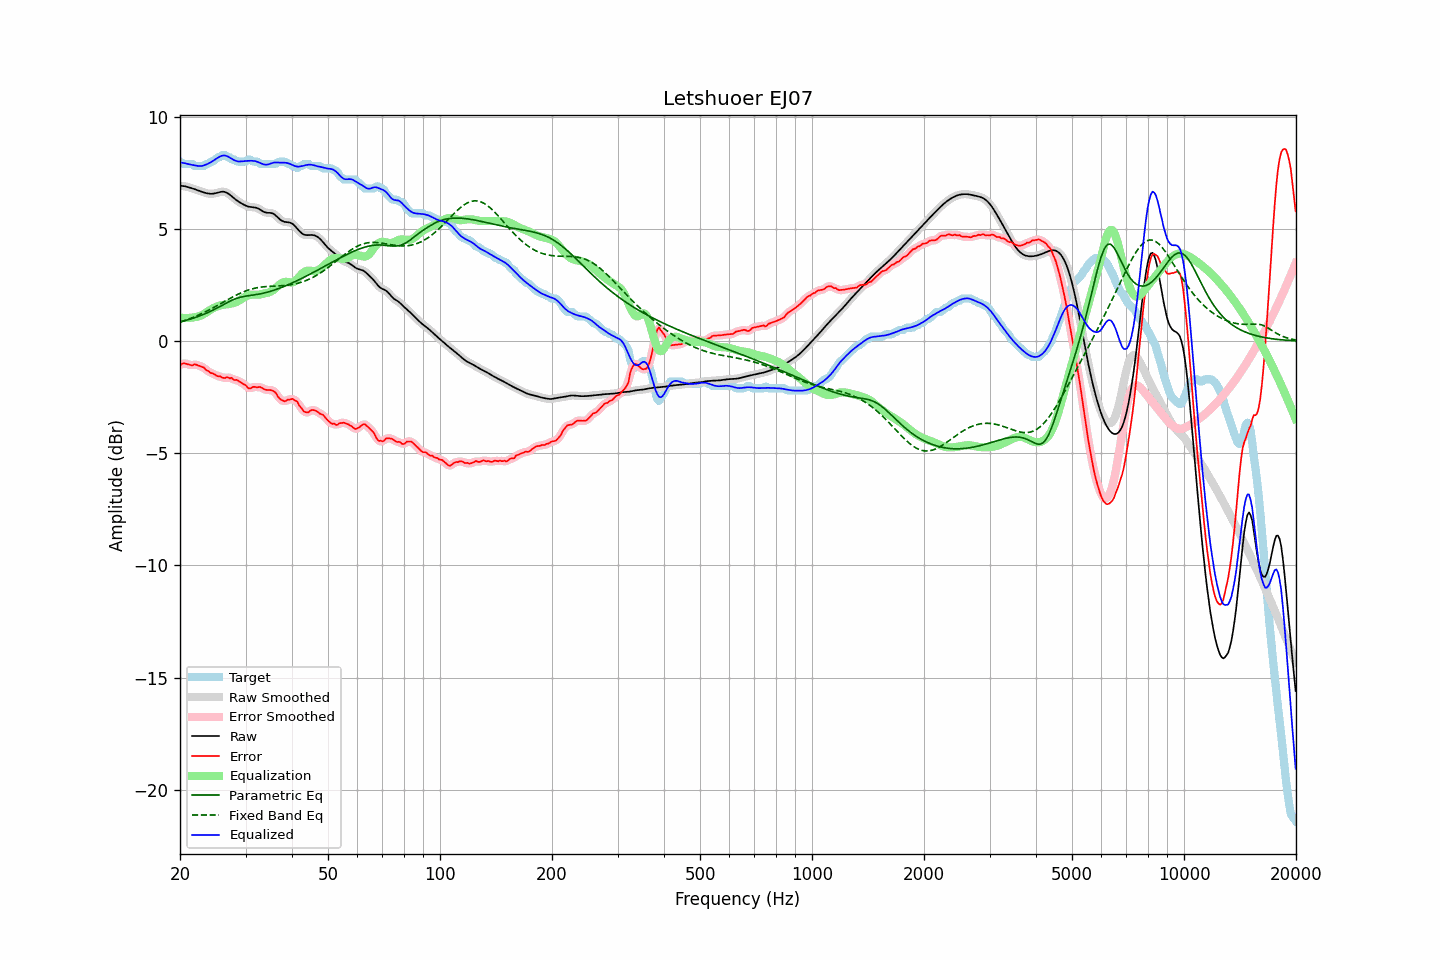 Letshuoer EJ07
Amplitude (dBr)
10
5
0
−5
−10
−15
−20
Target
Raw Smoothed
Error Smoothed
Raw
Error
Equalization
Parametric Eq
Fixed Band Eq
Equalized
20 50 100 200 500 1000 2000 5000 10000 20000
Frequency (Hz)